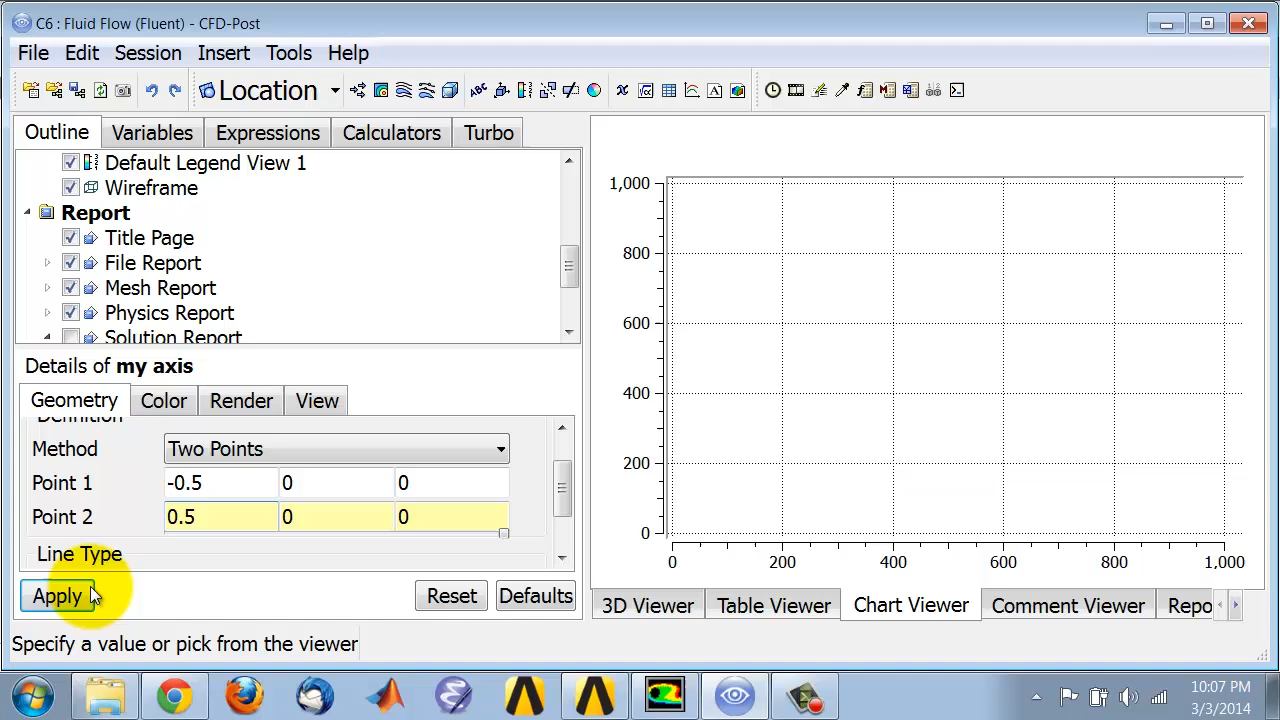 C6 : Fluid Flow (Fluent) - CFD-Post
File Edit Session Insert Tools Help
Location
Outline Variables Expressions Calculators Turbo
Default Legend View 1
Wireframe
Report
Title Page
File Report
Mesh Report
Physics Report
Solution Report
Details of my axis
Geometry Color Render View
Definition
Method Two Points
Point 1 -0.5 0 0
Point 2 0.5 0 0
Line Type
Apply Reset Defaults
Specify a value or pick from the viewer
1,000
800
600
400
200
0
0 200 400 600 800 1,000
3D Viewer Table Viewer Chart Viewer Comment Viewer Repo
10:07 PM
3/3/2014